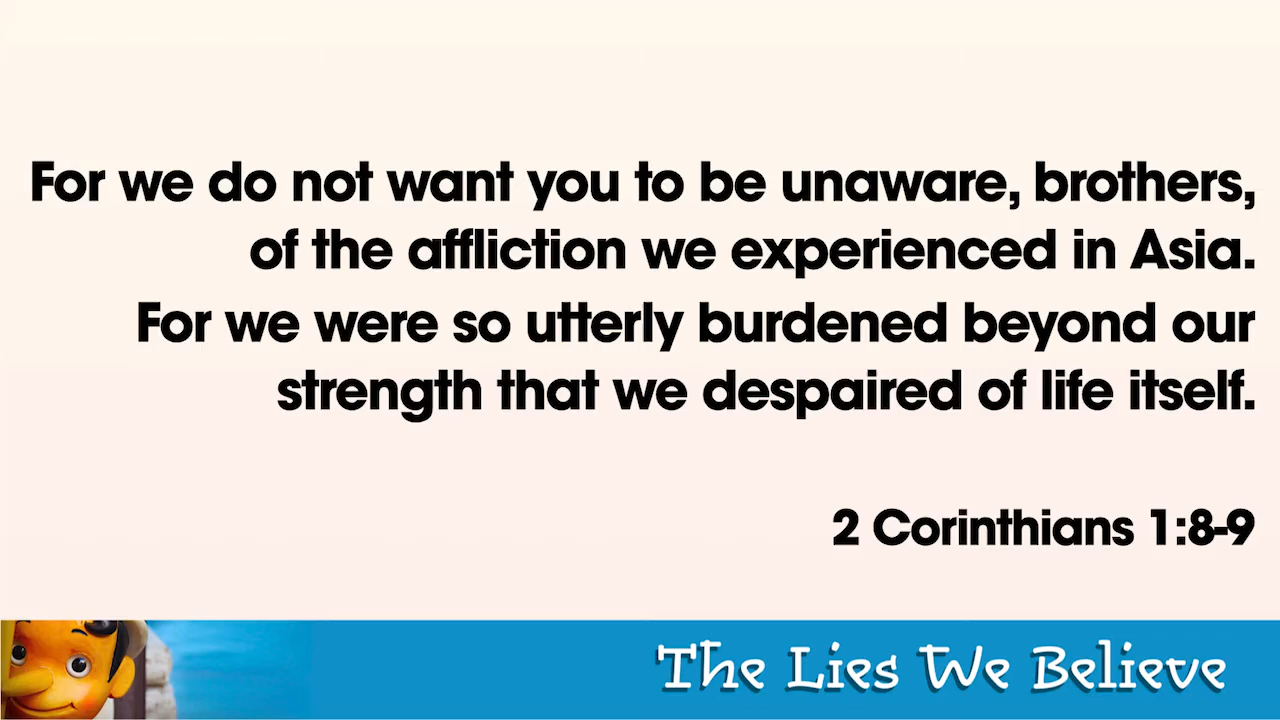 For we do not want you to be unaware, brothers,
of the affliction we experienced in Asia.
For we were so utterly burdened beyond our
strength that we despaired of life itself.
2 Corinthians 1:8-9
The Lies We Believe